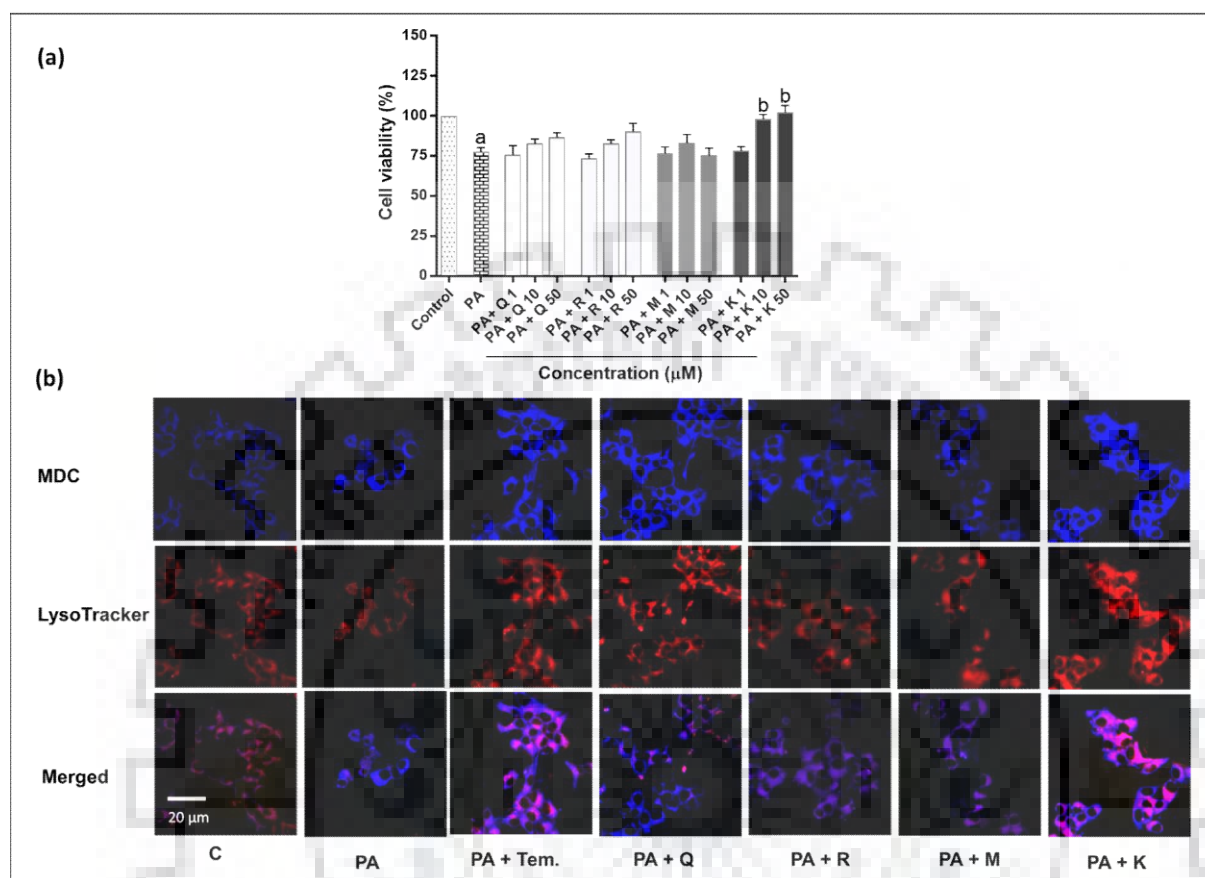 (a)
150
125
100
75
50
25
0
Cell viability (%)
a
b
b
Control
PA
PA+ Q 1
PA + Q 10
PA + Q 50
PA + R 1
PA + R 10
PA + R 50
PA + M 1
PA + M 10
PA + M 50
PA + K 1
PA + K 10
PA + K 50
Concentration (µM)
(b)
MDC
LysoTracker
Merged
20 µm
C
PA
PA + Tem.
PA + Q
PA + R
PA + M
PA + K